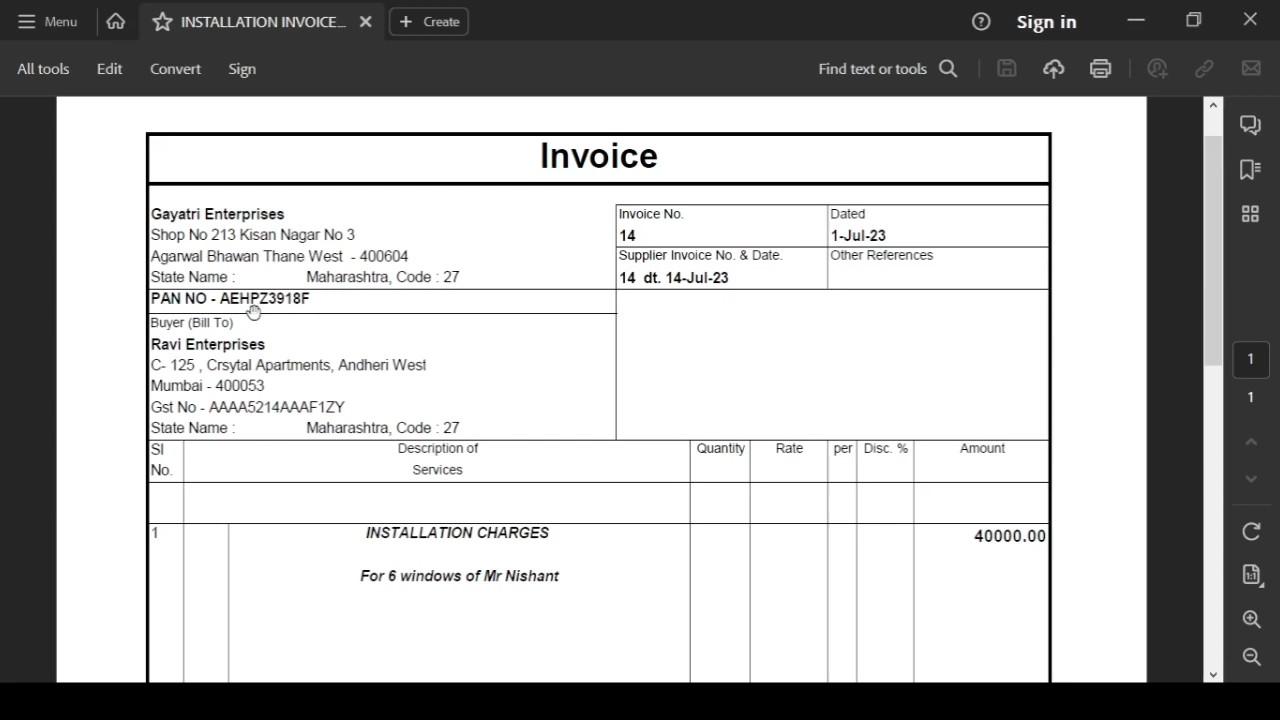 Menu
INSTALLATION INVOICE...
Create
Sign in
All tools
Edit
Convert
Sign
Find text or tools
Invoice
Gayatri Enterprises
Shop No 213 Kisan Nagar No 3
Agarwal Bhawan Thane West - 400604
State Name : Maharashtra, Code : 27
PAN NO - AEHPZ3918F
Invoice No.
14
Dated
1-Jul-23
Supplier Invoice No. & Date.
14 dt. 14-Jul-23
Other References
Buyer (Bill To)
Ravi Enterprises
C- 125 , Crsytal Apartments, Andheri West
Mumbai - 400053
Gst No - AAAA5214AAAF1ZY
State Name : Maharashtra, Code : 27
Sl
No.
Description of
Services
Quantity
Rate
per
Disc. %
Amount
1
INSTALLATION CHARGES
40000.00
For 6 windows of Mr Nishant
1
1
1:1